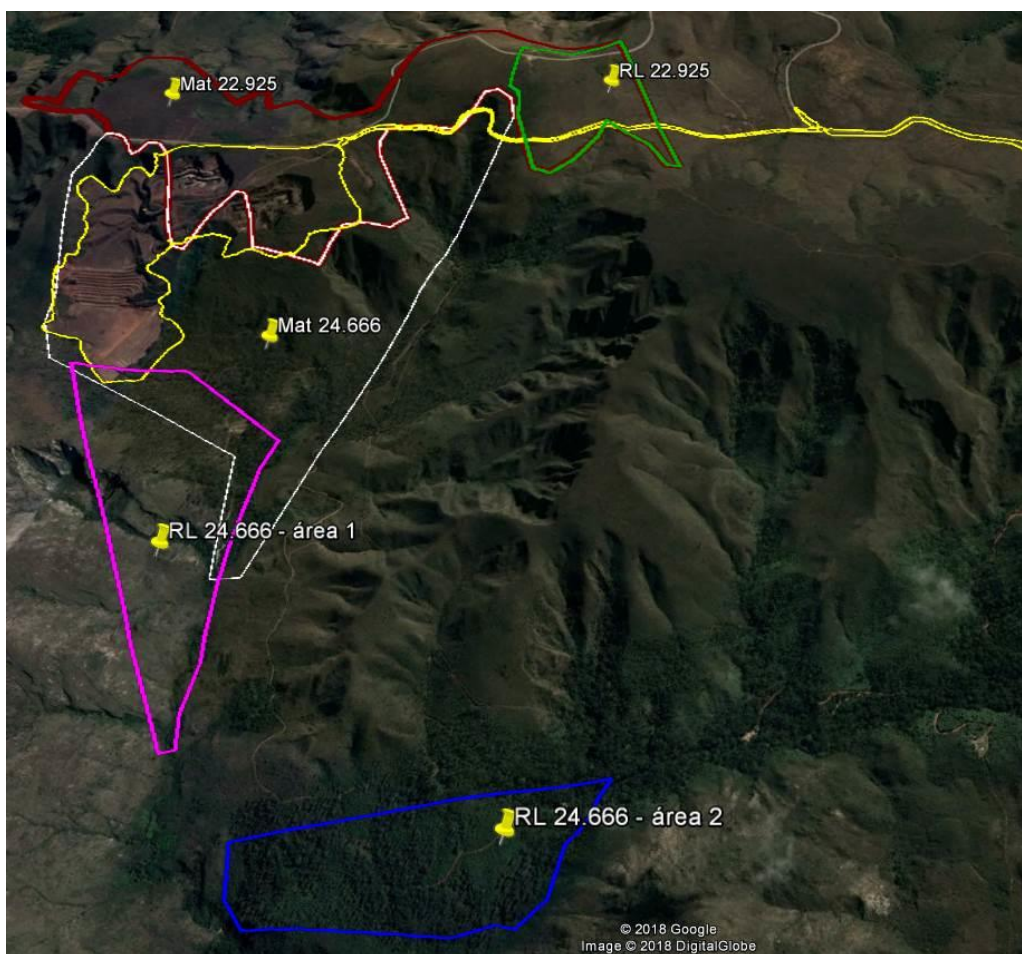 Mat 22.925
RL 22.925
Mat 24.666
RL 24.666 - área 1
RL 24.666 - área 2
© 2018 Google
Image © 2018 DigitalGlobe